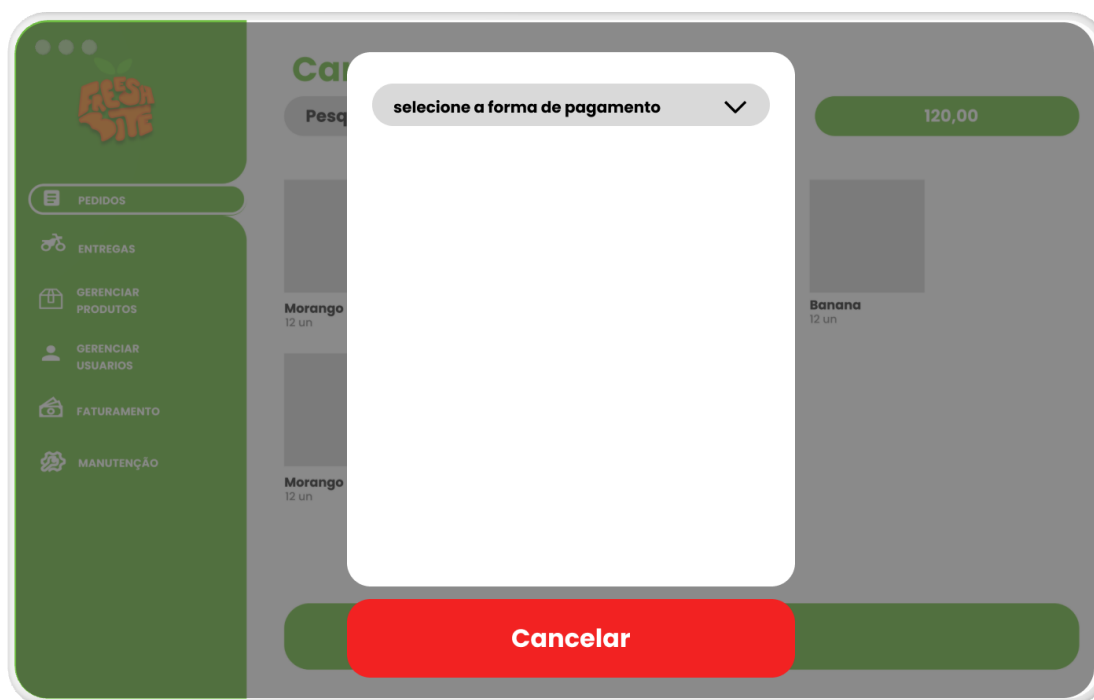 FRESH
BITE
PEDIDOS
ENTREGAS
GERENCIAR
PRODUTOS
GERENCIAR
USUARIOS
FATURAMENTO
MANUTENÇÃO
Car
Pesq
120,00
selecione a forma de pagamento
Morango
12 un
Banana
12 un
Morango
12 un
Cancelar